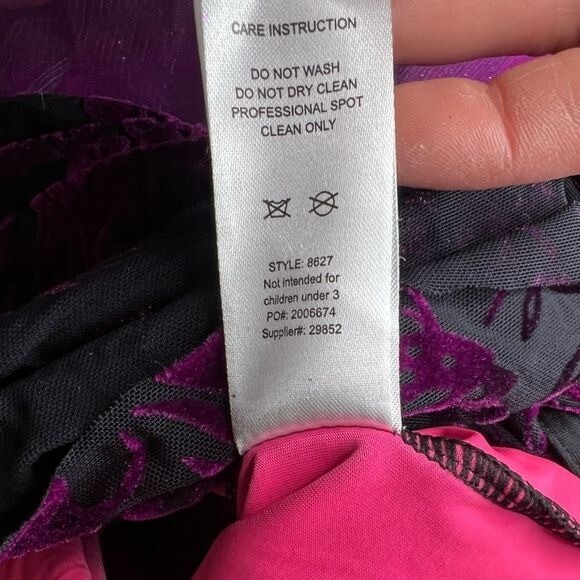 CARE INSTRUCTION
DO NOT WASH
DO NOT DRY CLEAN
PROFESSIONAL SPOT
CLEAN ONLY
STYLE: 8627
Not intended for
children under 3
PO#: 2006674
Supplier#: 29852